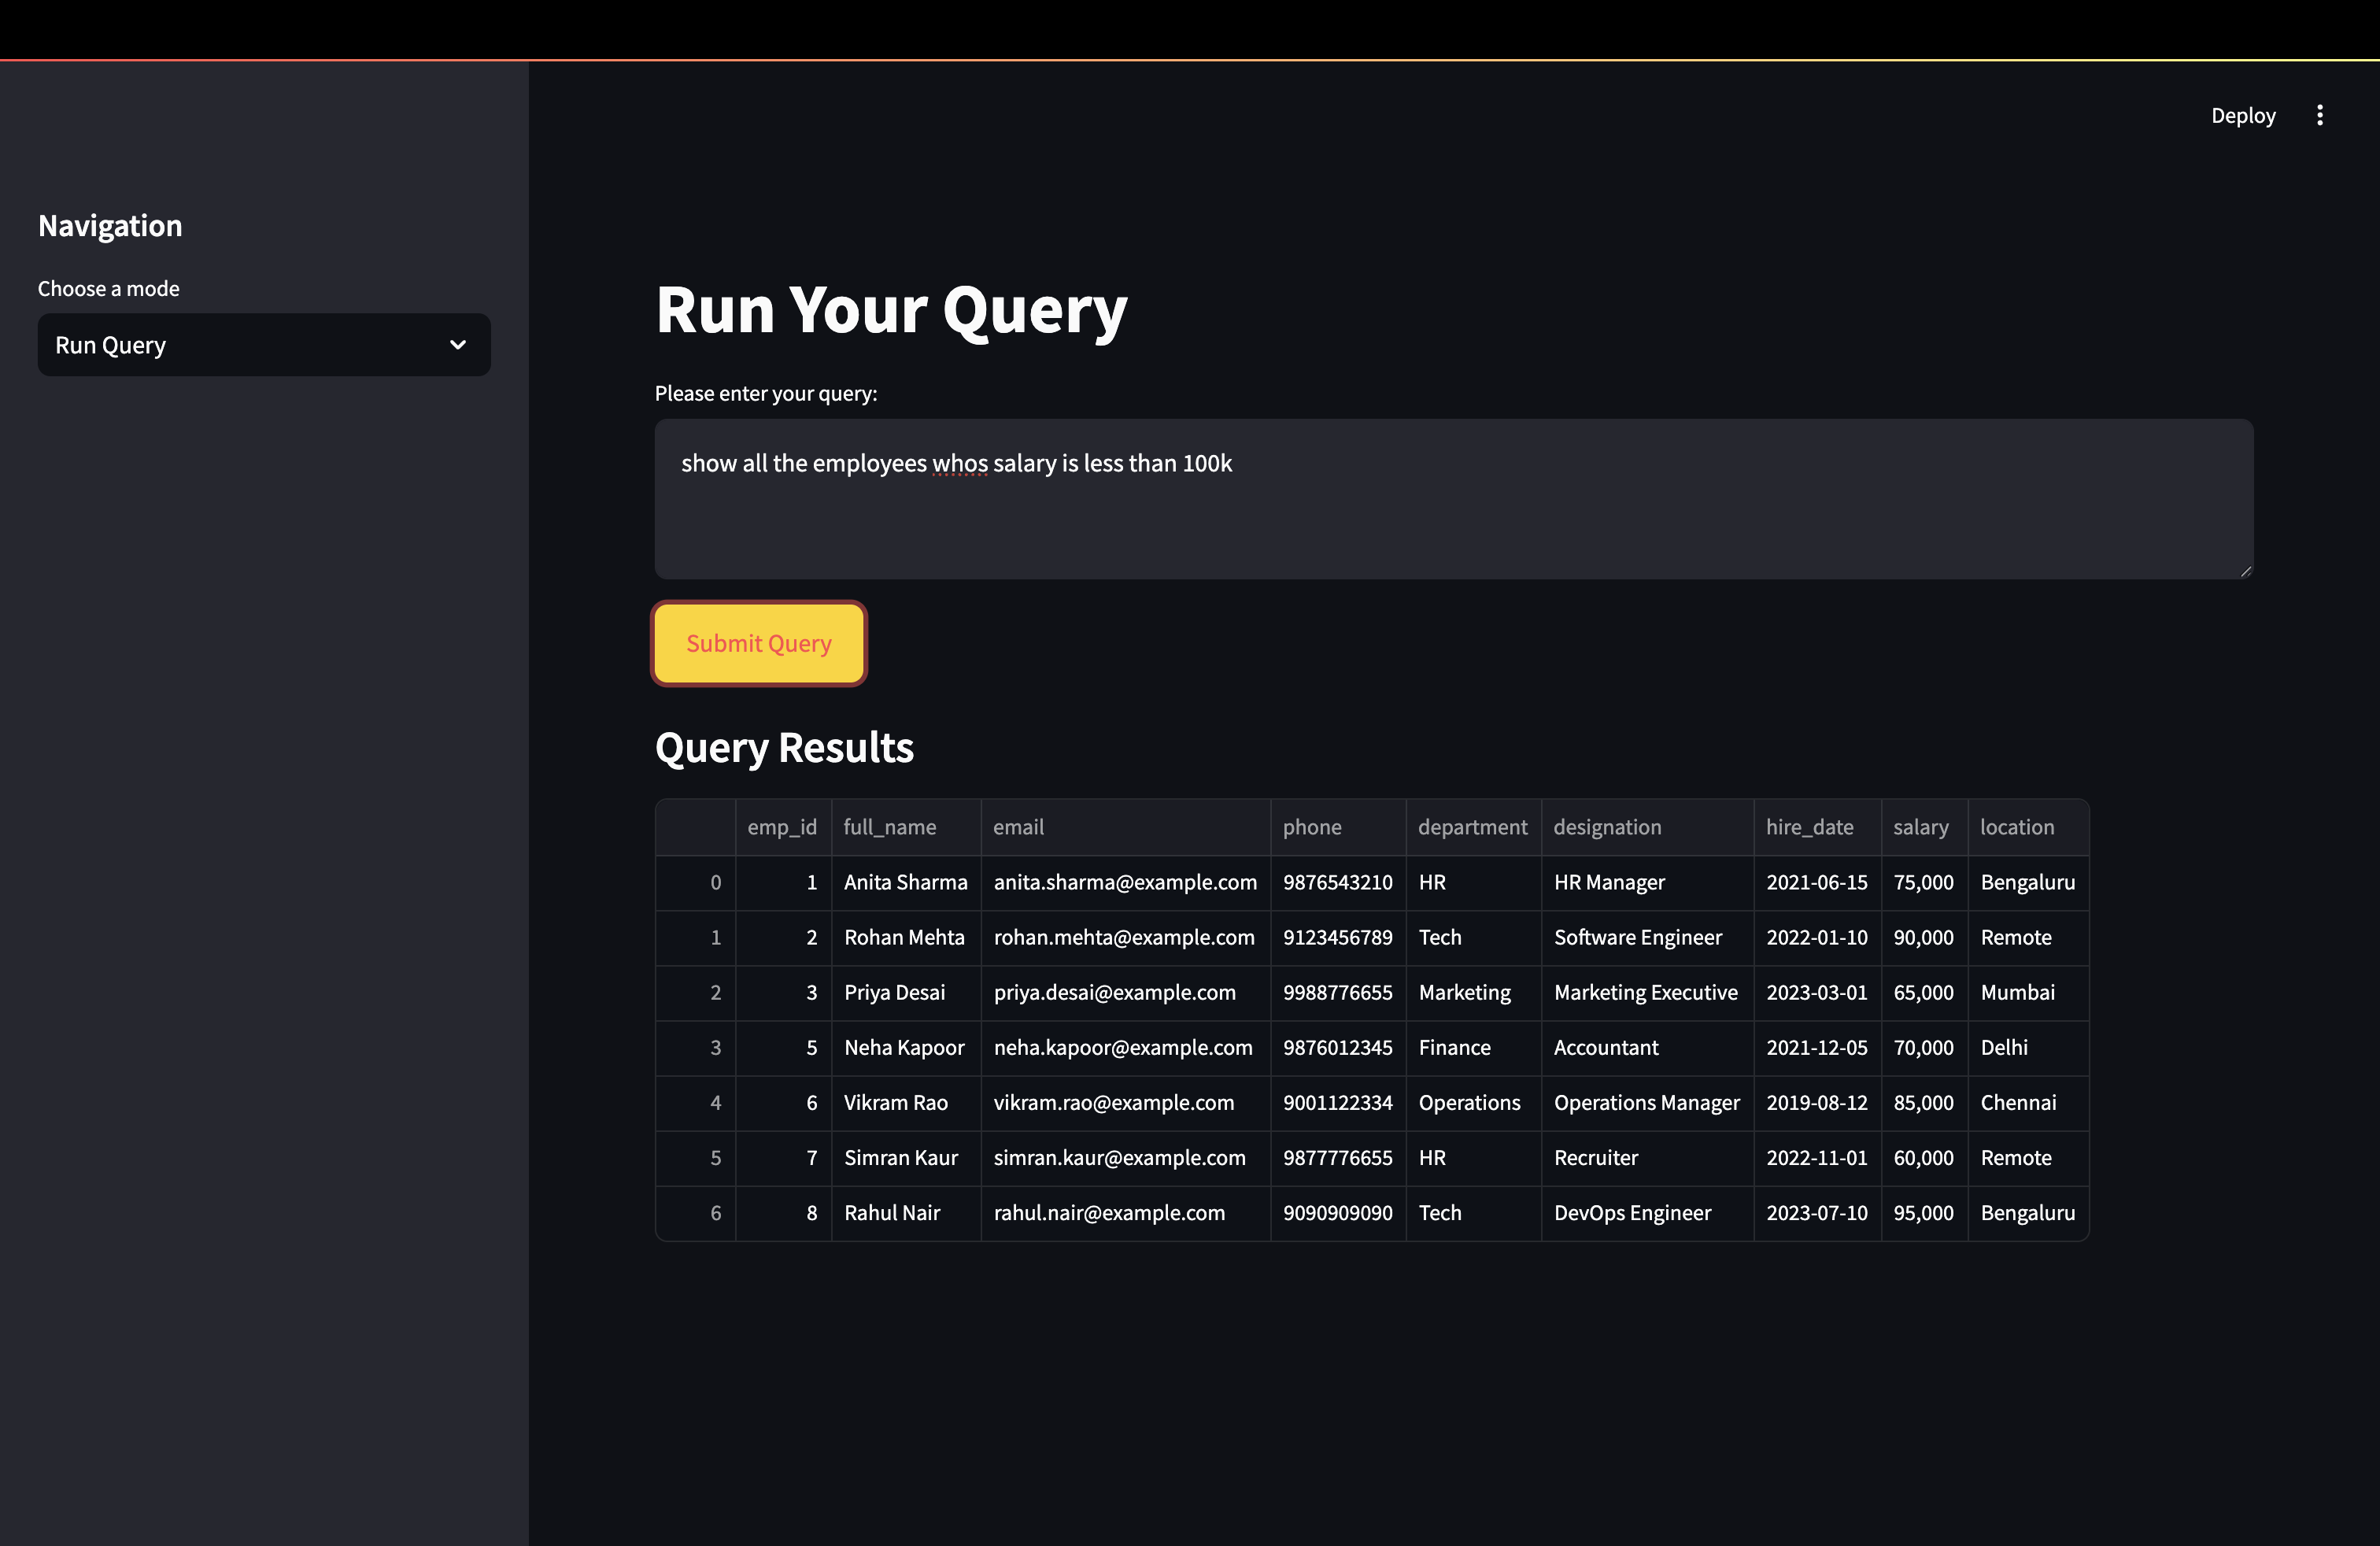 Deploy
Navigation
Choose a mode
Run Query
Run Your Query
Please enter your query:
show all the employees whos salary is less than 100k
Submit Query
Query Results
emp_id full_name email phone department designation hire_date salary location
0 1 Anita Sharma anita.sharma@example.com 9876543210 HR HR Manager 2021-06-15 75,000 Bengaluru
1 2 Rohan Mehta rohan.mehta@example.com 9123456789 Tech Software Engineer 2022-01-10 90,000 Remote
2 3 Priya Desai priya.desai@example.com 9988776655 Marketing Marketing Executive 2023-03-01 65,000 Mumbai
3 5 Neha Kapoor neha.kapoor@example.com 9876012345 Finance Accountant 2021-12-05 70,000 Delhi
4 6 Vikram Rao vikram.rao@example.com 9001122334 Operations Operations Manager 2019-08-12 85,000 Chennai
5 7 Simran Kaur simran.kaur@example.com 9877776655 HR Recruiter 2022-11-01 60,000 Remote
6 8 Rahul Nair rahul.nair@example.com 9090909090 Tech DevOps Engineer 2023-07-10 95,000 Bengaluru